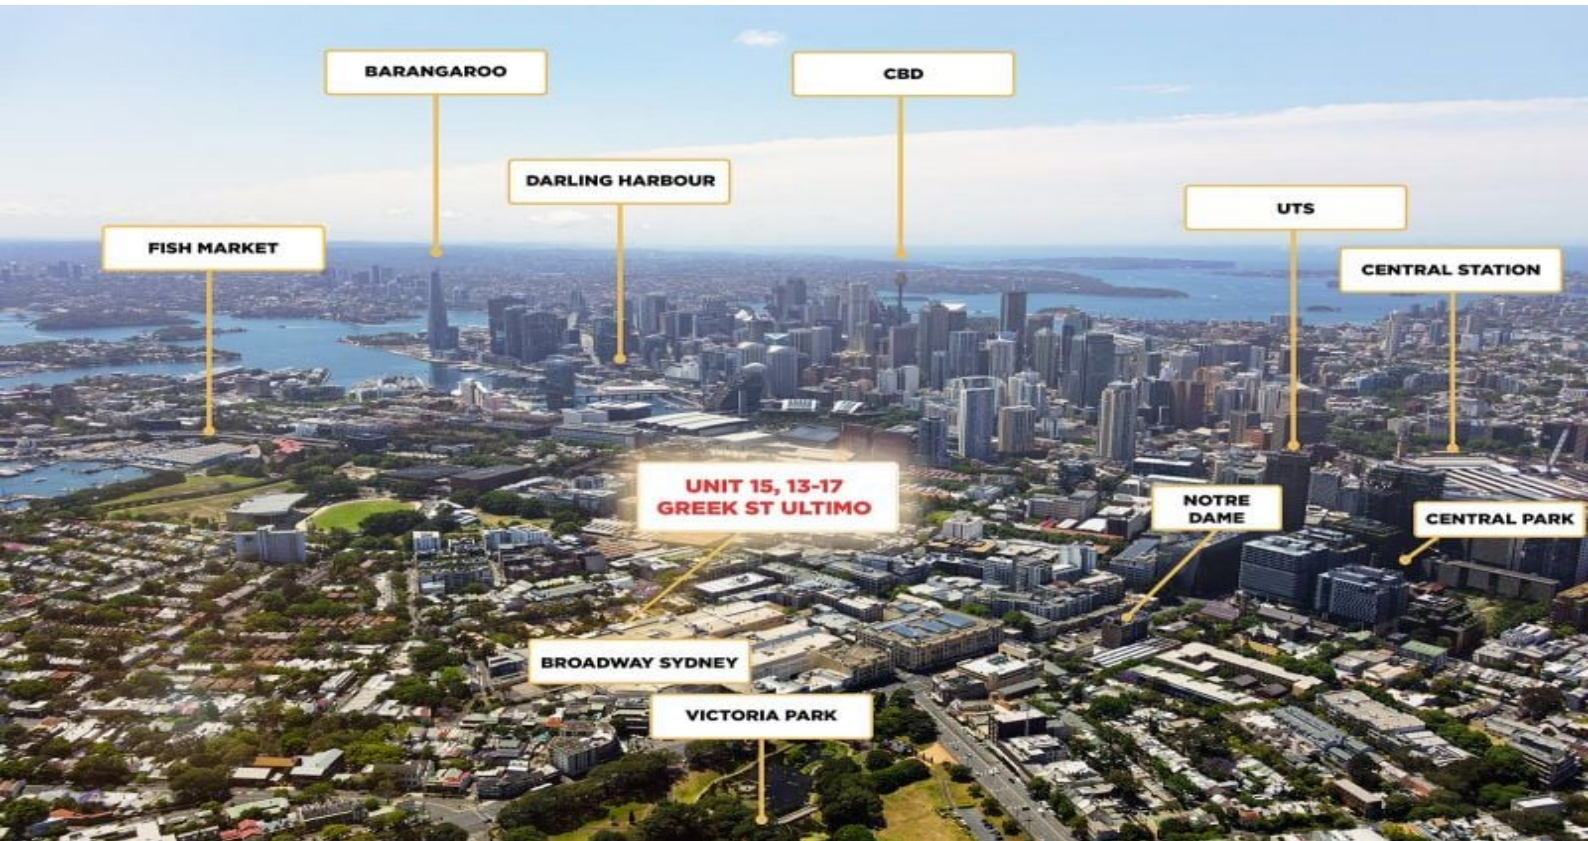 BARANGAROO
CBD
DARLING HARBOUR
UTS
FISH MARKET
CENTRAL STATION
UNIT 15, 13-17
GREEK ST ULTIMO
NOTRE
DAME
CENTRAL PARK
BROADWAY SYDNEY
VICTORIA PARK